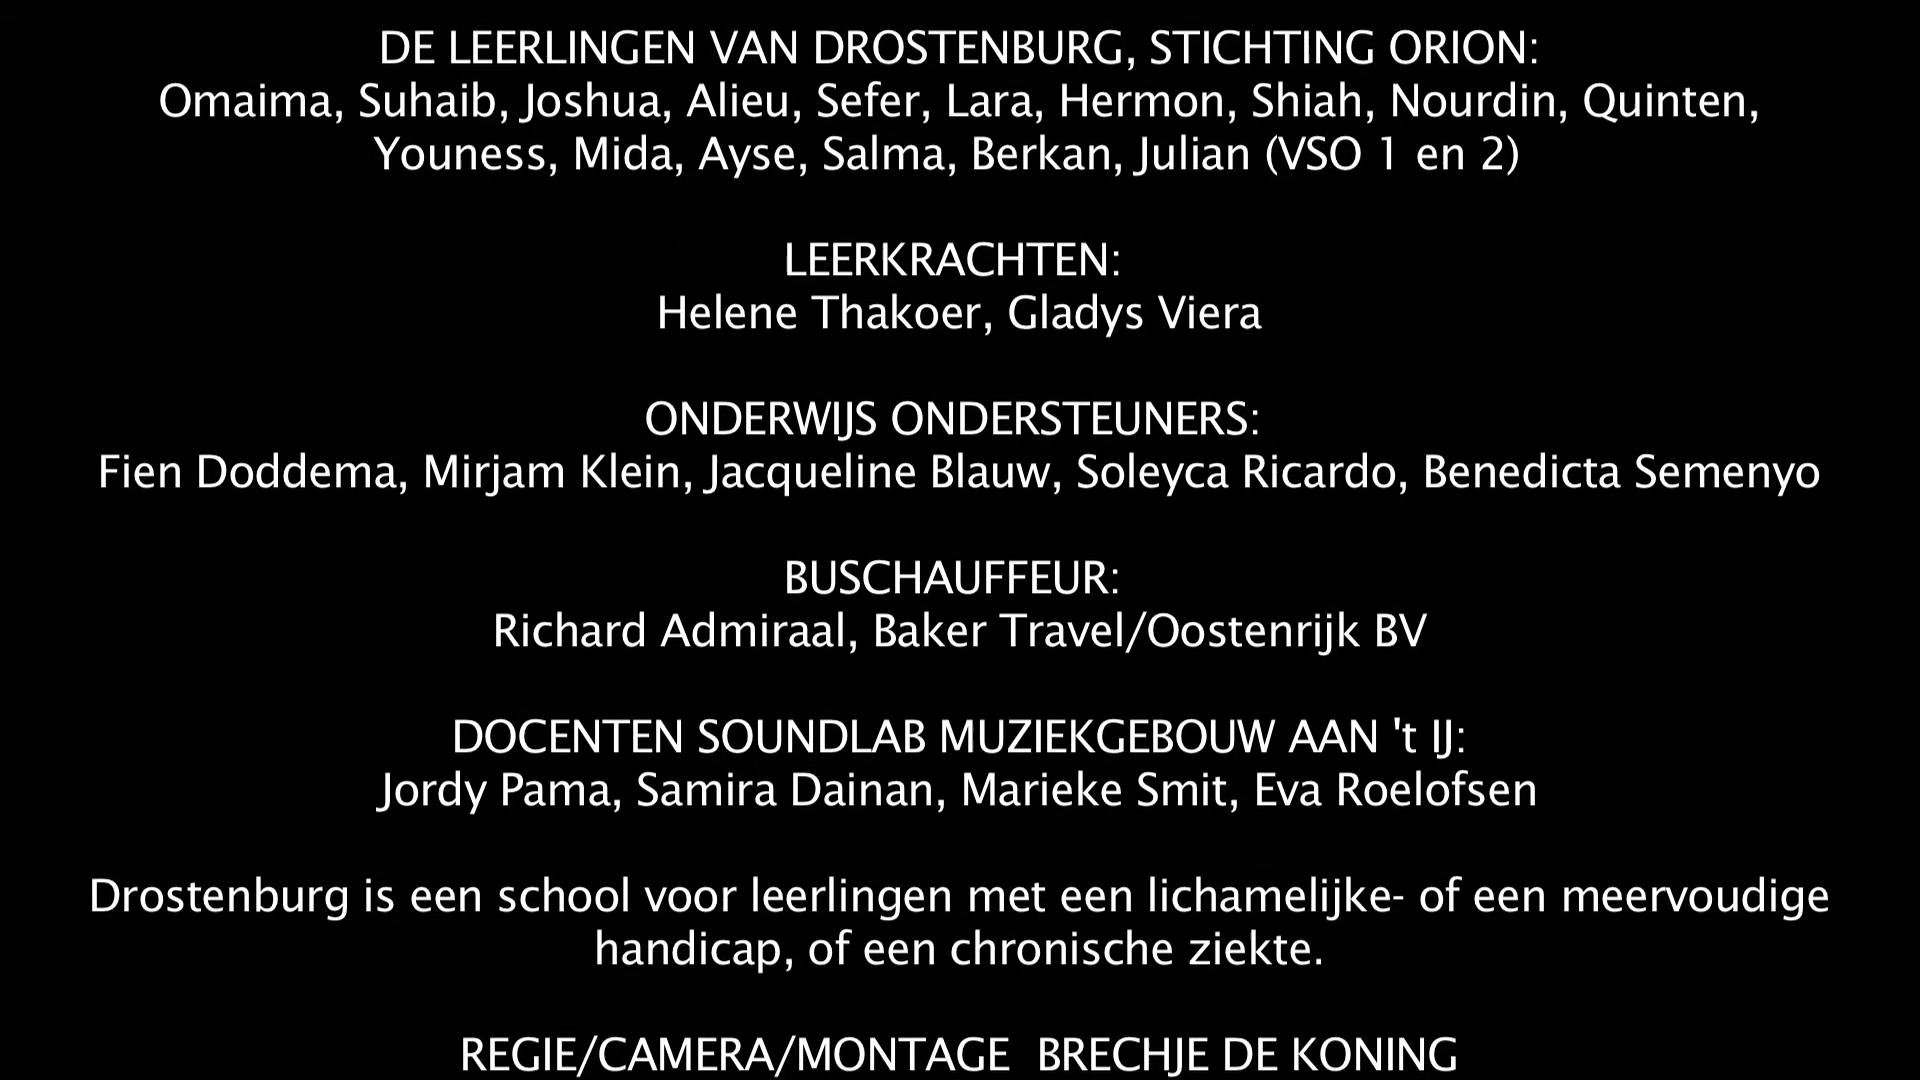 DE LEERLINGEN VAN DROSTENBURG, STICHTING ORION:
Omaima, Suhaib, Joshua, Alieu, Sefer, Lara, Hermon, Shiah, Nourdin, Quinten,
Youness, Mida, Ayse, Salma, Berkan, Julian (VSO 1 en 2)
LEERKRACHTEN:
Helene Thakoer, Gladys Viera
ONDERWIJS ONDERSTEUNERS:
Fien Doddema, Mirjam Klein, Jacqueline Blauw, Soleyca Ricardo, Benedicta Semenyo
BUSCHAUFFEUR:
Richard Admiraal, Baker Travel/Oostenrijk BV
DOCENTEN SOUNDLAB MUZIEKGEBOUW AAN 't IJ:
Jordy Pama, Samira Dainan, Marieke Smit, Eva Roelofsen
Drostenburg is een school voor leerlingen met een lichamelijke- of een meervoudige
handicap, of een chronische ziekte.
REGIE/CAMERA/MONTAGE  BRECHJE DE KONING